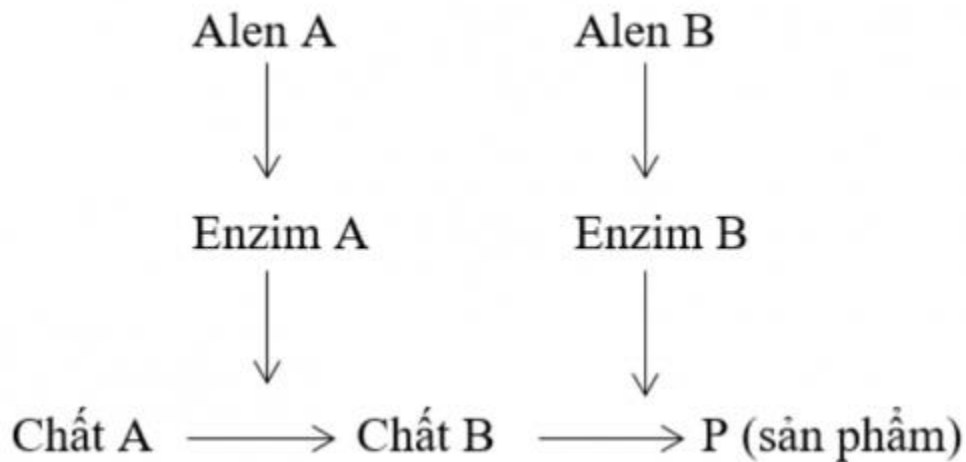 Alen A Alen B
Enzim A Enzim B
Chất A Chất B P (sản phẩm)